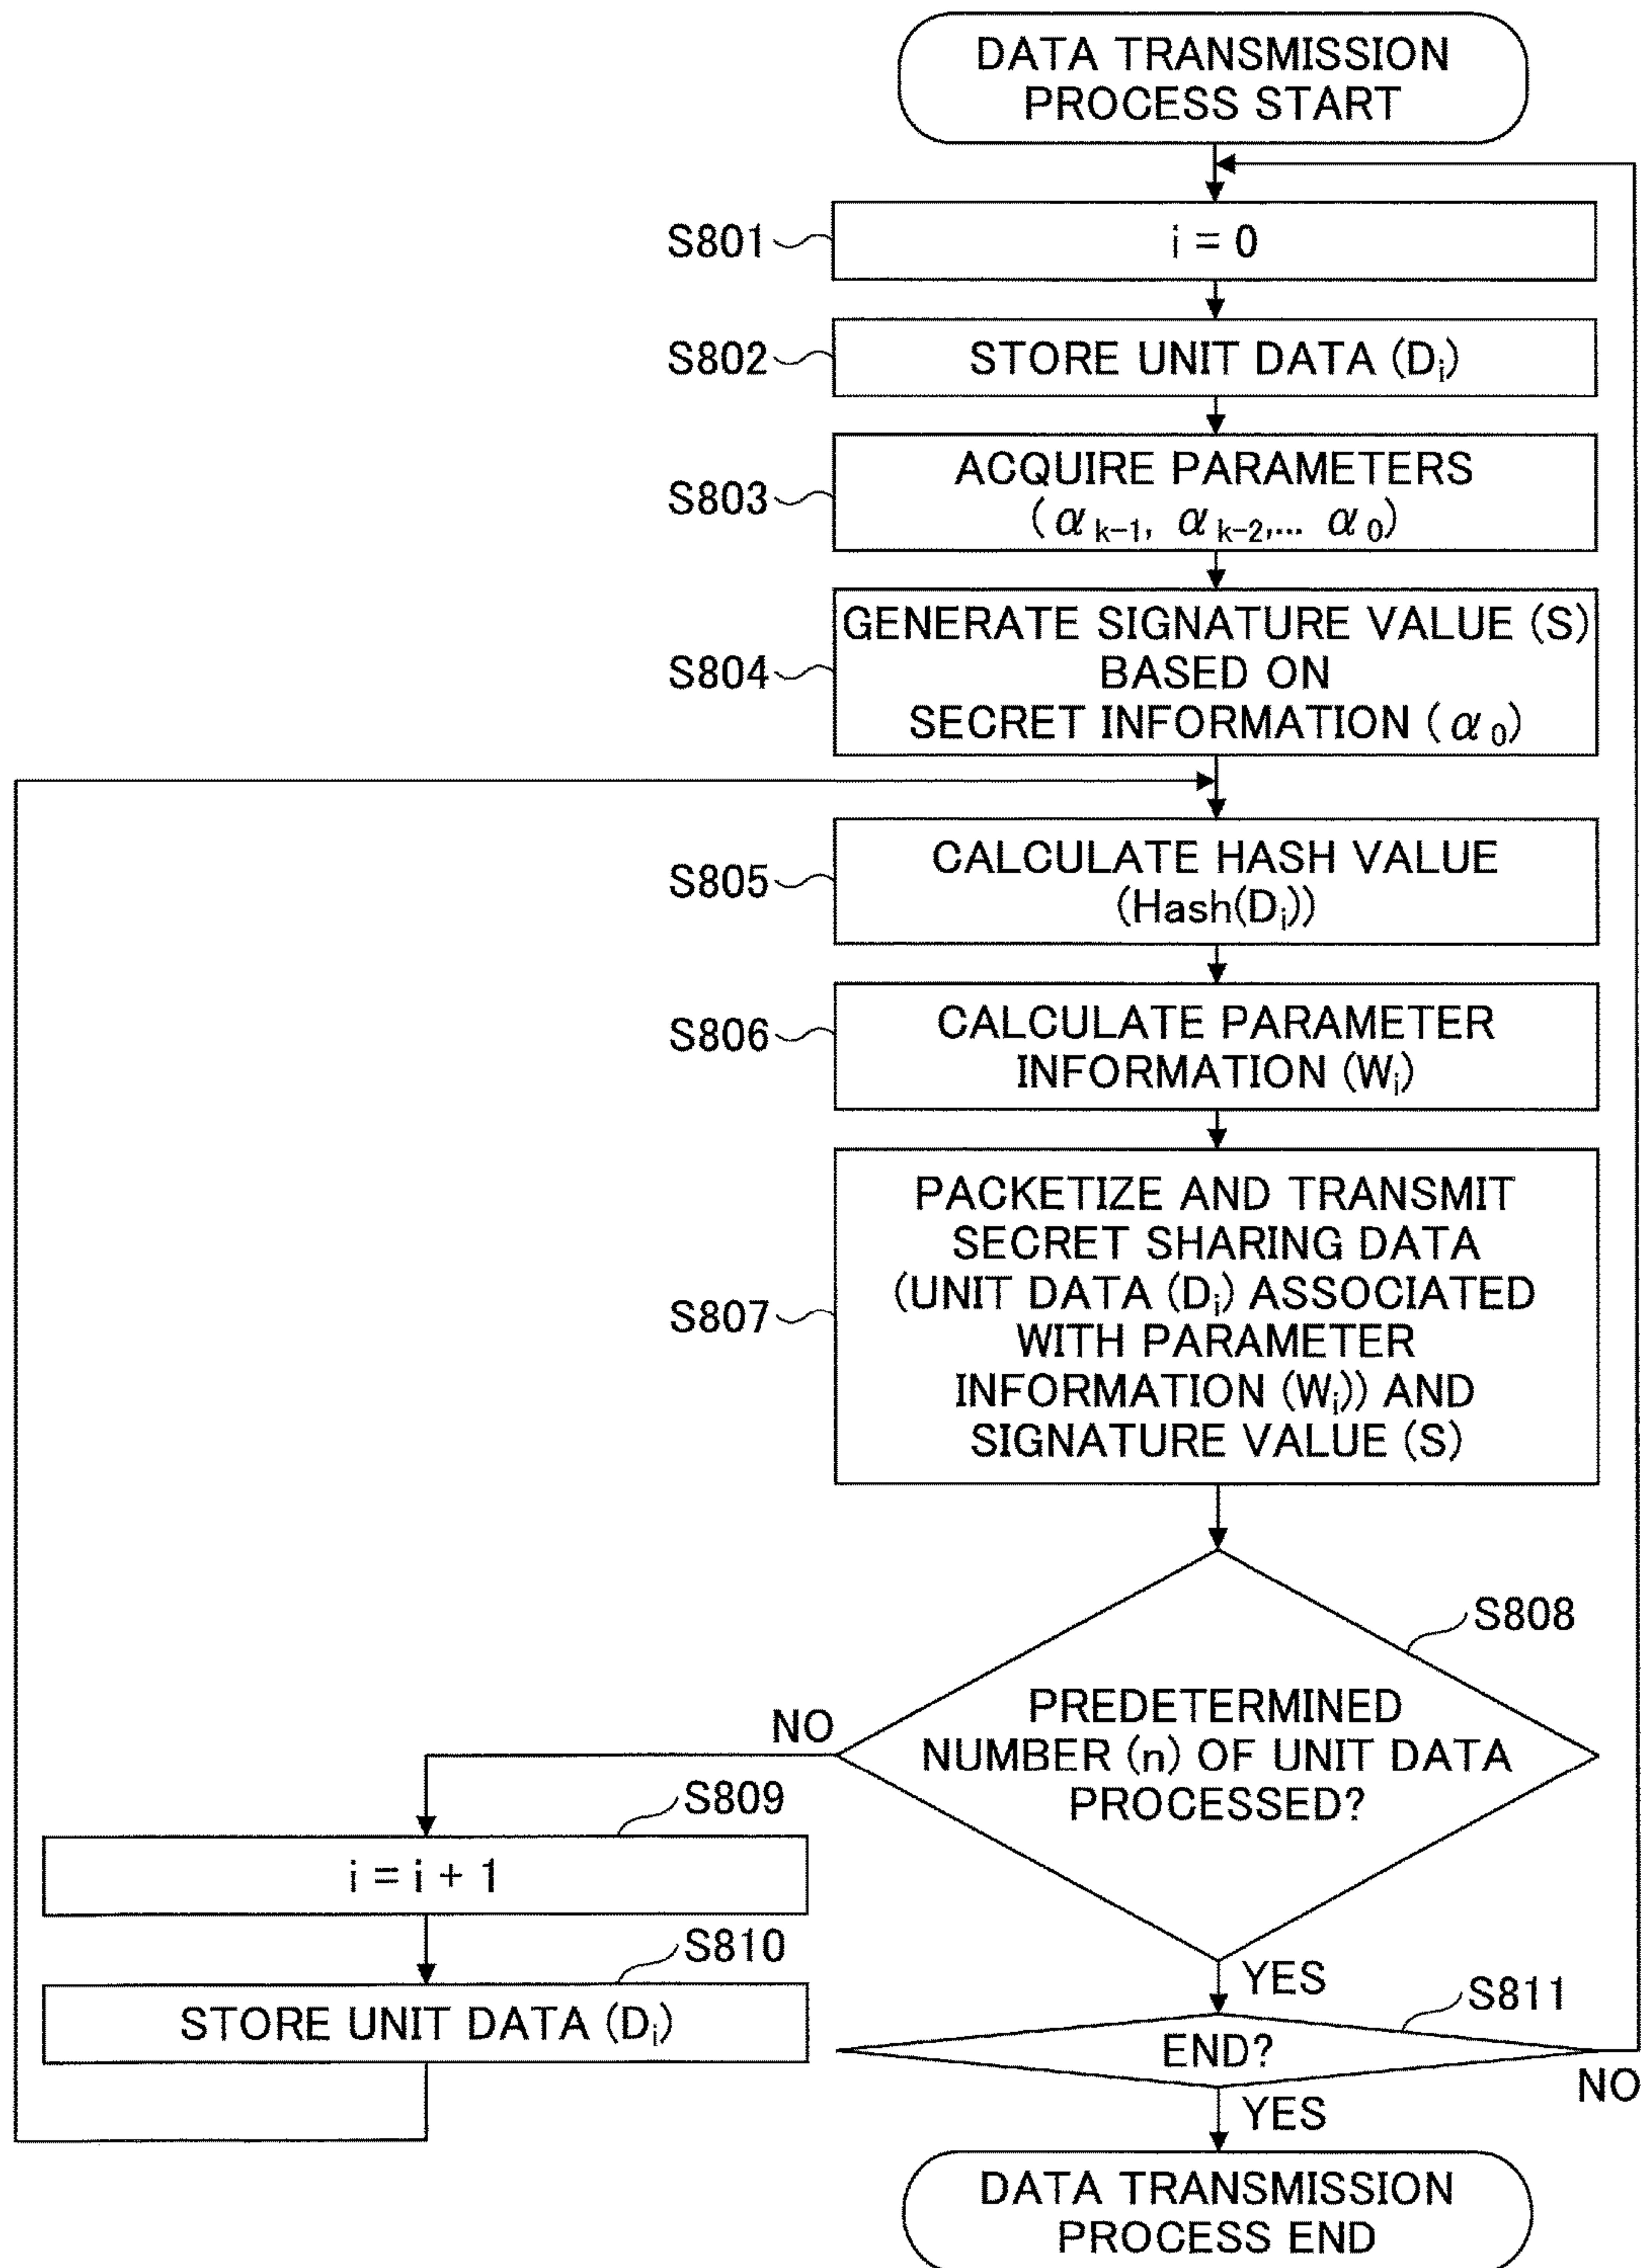 DATA TRANSMISSION
PROCESS START
S801
i = 0
S802
STORE UNIT DATA (Di)
S803
ACQUIRE PARAMETERS
(αk-1, αk-2,... α0)
S804
GENERATE SIGNATURE VALUE (S)
BASED ON
SECRET INFORMATION (α0)
S805
CALCULATE HASH VALUE
(Hash(Di))
S806
CALCULATE PARAMETER
INFORMATION (Wi)
S807
PACKETIZE AND TRANSMIT
SECRET SHARING DATA
(UNIT DATA (Di) ASSOCIATED
WITH PARAMETER
INFORMATION (Wi)) AND
SIGNATURE VALUE (S)
S808
PREDETERMINED
NUMBER (n) OF UNIT DATA
PROCESSED?
NO
S809
i = i + 1
S810
STORE UNIT DATA (Di)
YES
S811
END?
NO
YES
DATA TRANSMISSION
PROCESS END